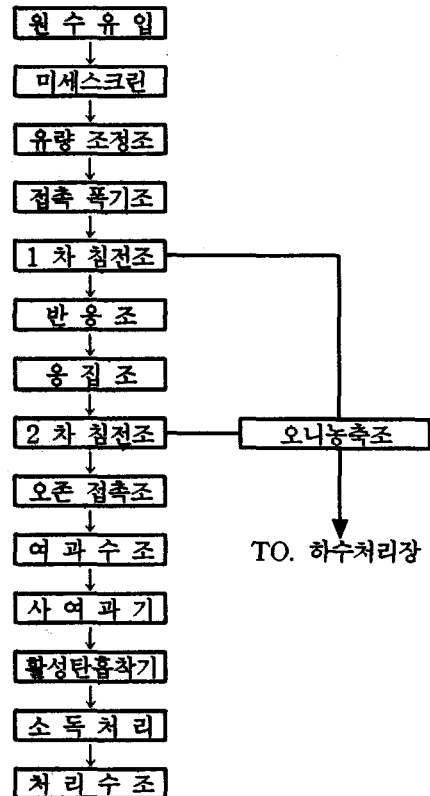 원 수 유 입
미세스크린
유량 조정조
접촉 폭기조
1 차 침전조
반 응 조
응 집 조
2 차 침전조
오니농축조
오존 접촉조
여 과 수 조
TO. 하수처리장
사 여 과 기
활성탄흡착기
소 독 처 리
처 리 수 조